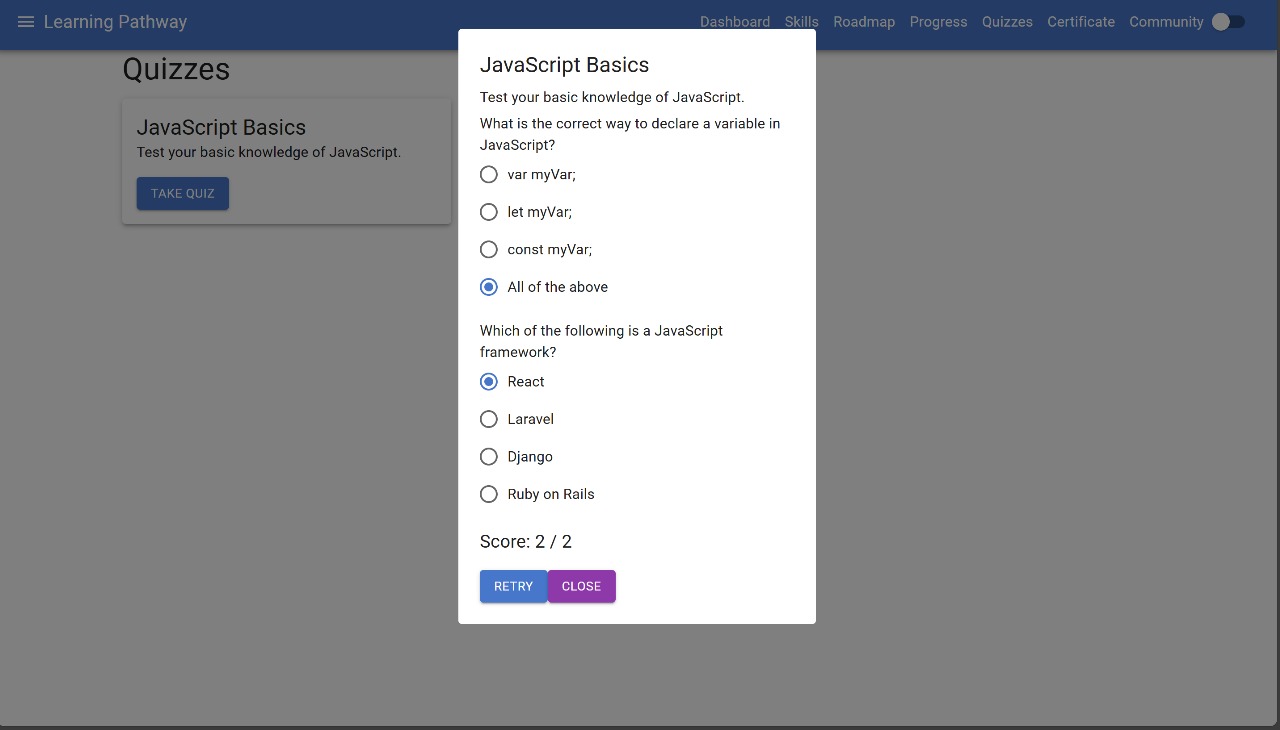 Learning Pathway
Dashboard Skills Roadmap Progress Quizzes Certificate Community
Quizzes
JavaScript Basics
Test your basic knowledge of JavaScript.
TAKE QUIZ
JavaScript Basics
Test your basic knowledge of JavaScript.
What is the correct way to declare a variable in
JavaScript?
var myVar;
let myVar;
const myVar;
All of the above
Which of the following is a JavaScript
framework?
React
Laravel
Django
Ruby on Rails
Score: 2 / 2
RETRY CLOSE